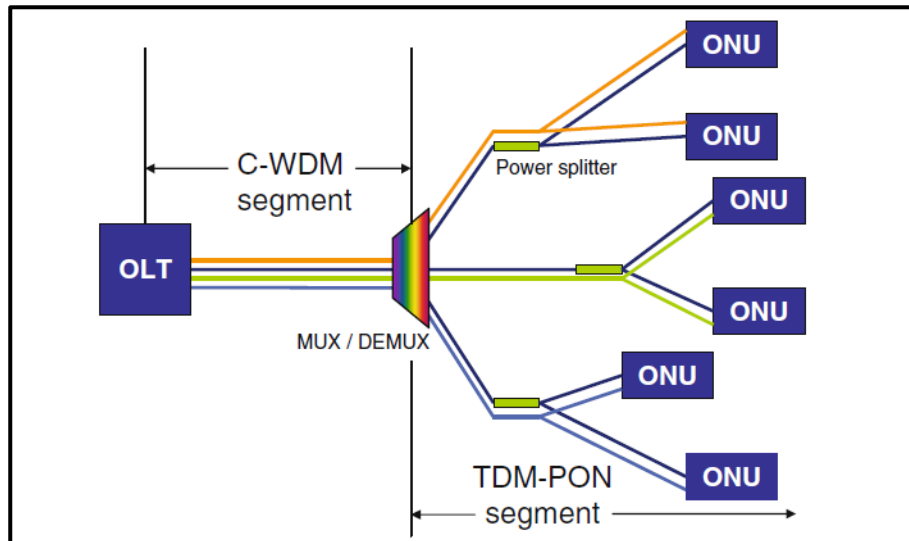 ONU
ONU
Power splitter
C-WDM
segment
ONU
OLT
ONU
MUX / DEMUX
ONU
TDM-PON
segment
ONU